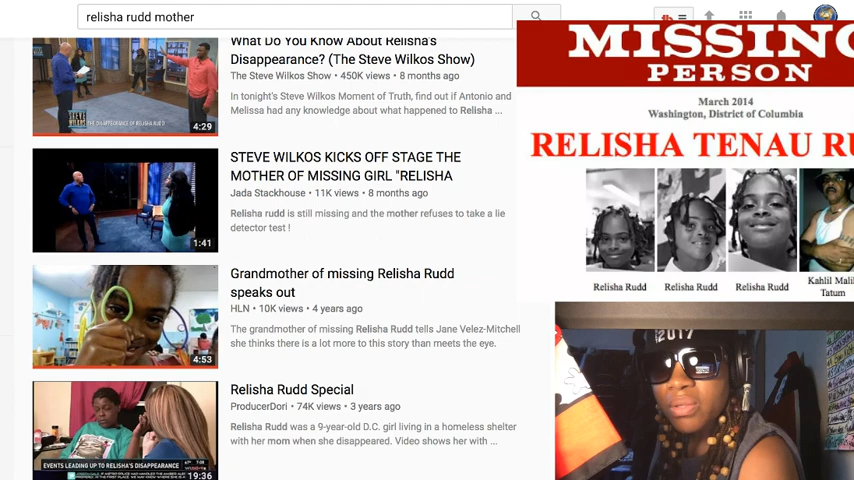 relisha rudd mother
What Do You Know About Relisha's
Disappearance? (The Steve Wilkos Show)
The Steve Wilkos Show • 450K views • 8 months ago
In tonight's Steve Wilkos Moment of Truth, find out if Antonio and
Melissa had any knowledge about what happened to Relisha ...
THE DISAPPEARANCE OF RELISHA RUDD
4:29
STEVE WILKOS KICKS OFF STAGE THE
MOTHER OF MISSING GIRL "RELISHA
Jada Stackhouse • 11K views • 8 months ago
Relisha rudd is still missing and the mother refuses to take a lie
detector test !
1:41
Grandmother of missing Relisha Rudd
speaks out
HLN • 10K views • 4 years ago
The grandmother of missing Relisha Rudd tells Jane Velez-Mitchell
she thinks there is a lot more to this story than meets the eye.
4:53
Relisha Rudd Special
ProducerDori • 74K views • 3 years ago
Relisha Rudd was a 9-year-old D.C. girl living in a homeless shelter
with her mom when she disappeared. Video shows her with ...
EVENTS LEADING UP TO RELISHA'S DISAPPEARANCE
19:36
MISSING
PERSON
March 2014
Washington, District of Columbia
RELISHA TENAU RU
Relisha Rudd
Relisha Rudd
Relisha Rudd
Kahlil Mali
Tatum
2017